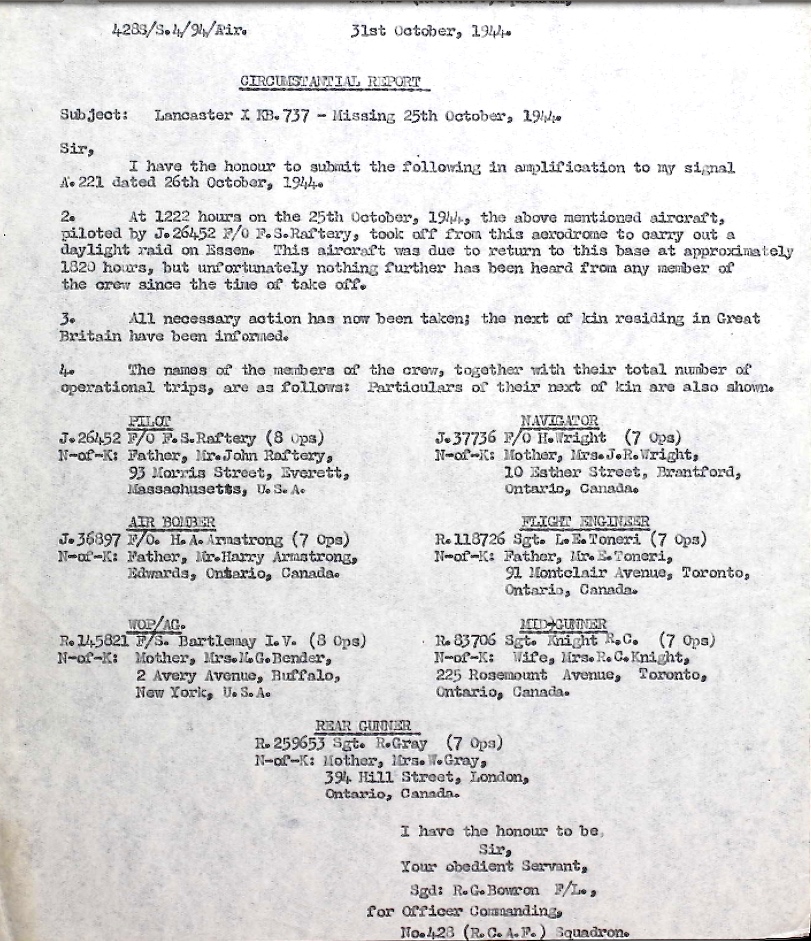 428S/S.4/94/Air. 31st October, 1944.
CIRCUMSTANTIAL REPORT
Subject: Lancaster X KB.737 - Missing 25th October, 1944.
Sir,
I have the honour to submit the following in amplification to my signal
A.221 dated 26th October, 1944.
2. At 1222 hours on the 25th October, 1944, the above mentioned aircraft,
piloted by J.26452 F/O F.S.Raftery, took off from this aerodrome to carry out a
daylight raid on Essen. This aircraft was due to return to this base at approximately
1820 hours, but unfortunately nothing further has been heard from any member of
the crew since the time of take off.
3. All necessary action has now been taken; the next of kin residing in Great
Britain have been informed.
4. The names of the members of the crew, together with their total number of
operational trips, are as follows: Particulars of their next of kin are also shown.
PILOT
J.26452 F/O F.S.Raftery (8 Ops)
N-of-K: Father, Mr.John Raftery,
93 Morris Street, Everett,
Massachusetts, U.S.A.
NAVIGATOR
J.37736 F/O H.Wright (7 Ops)
N-of-K: Mother, Mrs.J.R.Wright,
10 Esther Street, Brantford,
Ontario, Canada.
AIR BOMBER
J.36897 F/O. H.A.Armstrong (7 Ops)
N-of-K: Father, Mr.Harry Armstrong,
Edwards, Ontario, Canada.
FLIGHT ENGINEER
R.118726 Sgt. L.E.Toneri (7 Ops)
N-of-K: Father, Mr.E.Toneri,
91 Montclair Avenue, Toronto,
Ontario, Canada.
WOP/AG.
R.145821 F/S. Bartlemay I.V. (8 Ops)
N-of-K: Mother, Mrs.M.G.Bender,
2 Avery Avenue, Buffalo,
New York, U.S.A.
MID-GUNNER
R.83706 Sgt. Knight R.C. (7 Ops)
N-of-K: Wife, Mrs.R.C.Knight,
225 Rosemount Avenue, Toronto,
Ontario, Canada.
REAR GUNNER
R.259653 Sgt. R.Gray (7 Ops)
N-of-K: Mother, Mrs.W.Gray,
394 Hill Street, London,
Ontario, Canada.
I have the honour to be,
Sir,
Your obedient Servant,
Sgd: R.G.Bowron F/L.,
for Officer Commanding,
No.428 (R.C.A.F.) Squadron.